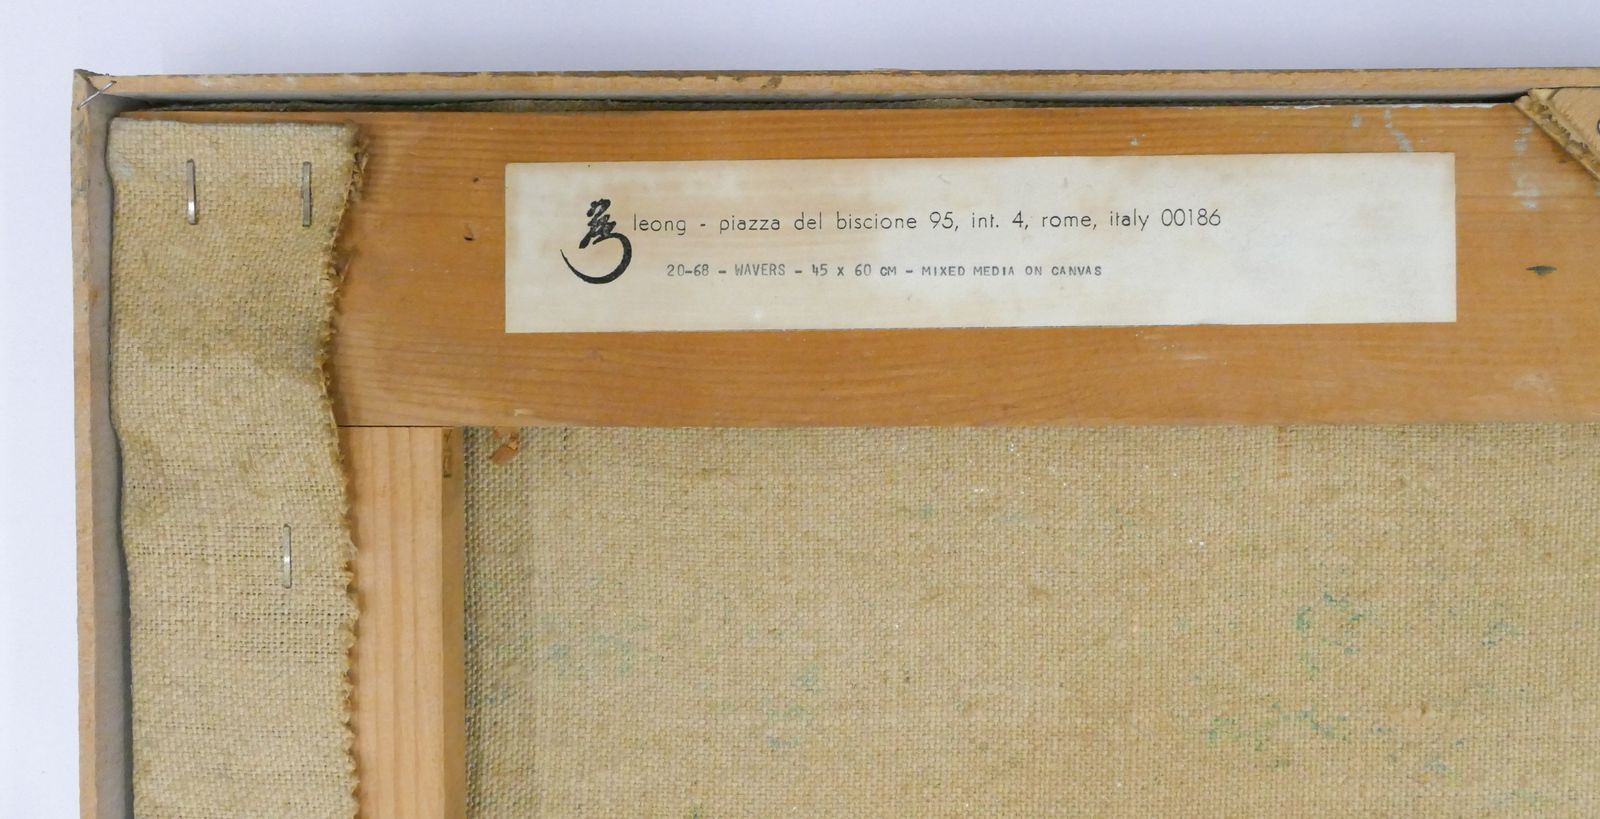 leong - piazza del biscione 95, int. 4, rome, italy 00186
20-68 - WAVERS - 45 x 60 CM - MIXED MEDIA ON CANVAS